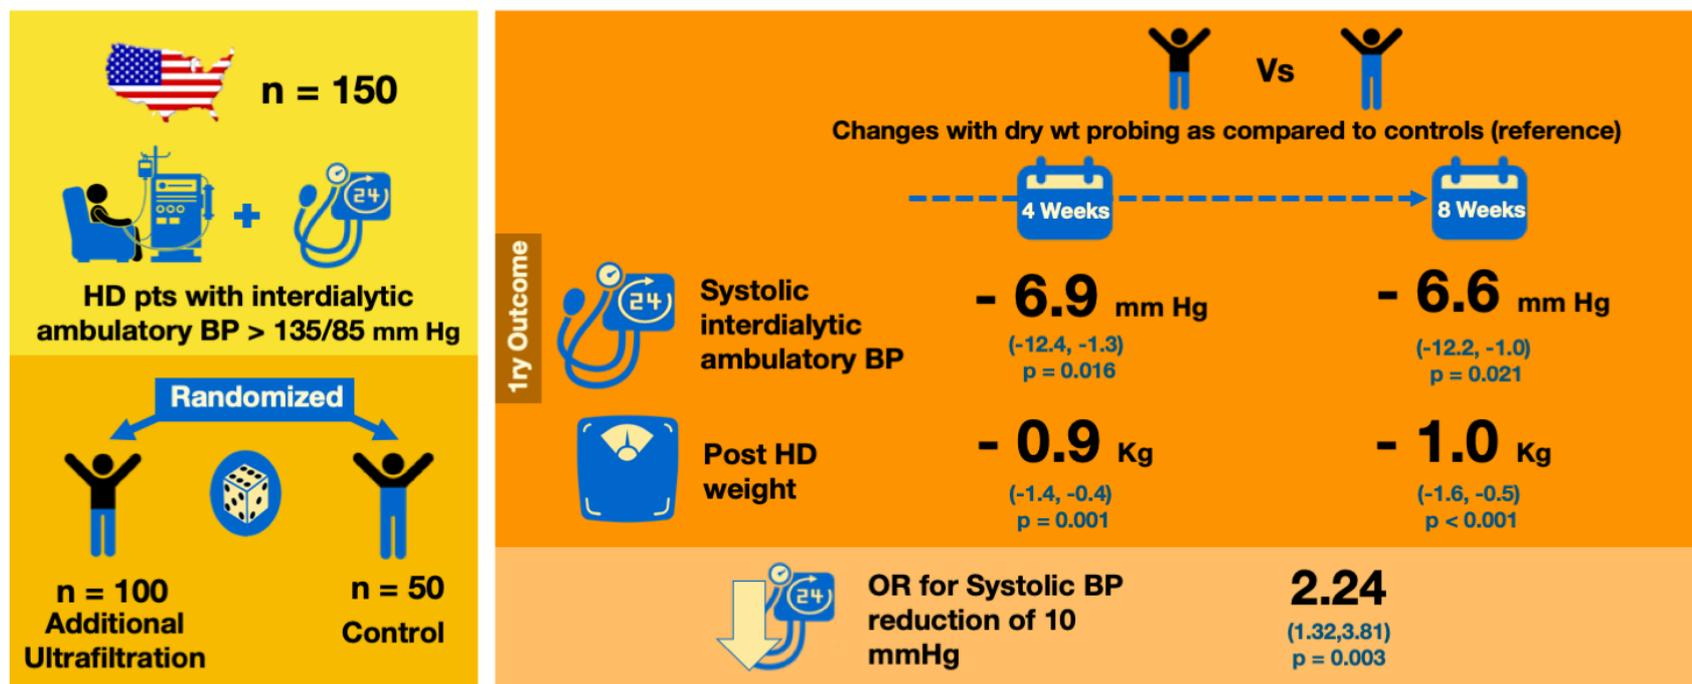 n = 150
24
HD pts with interdialytic
ambulatory BP > 135/85 mm Hg
Randomized
n = 100
Additional
Ultrafiltration
n = 50
Control
Vs
Changes with dry wt probing as compared to controls (reference)
4 Weeks
8 Weeks
1ry Outcome
24
Systolic
interdialytic
ambulatory BP
- 6.9 mm Hg
(-12.4, -1.3)
p = 0.016
- 6.6 mm Hg
(-12.2, -1.0)
p = 0.021
Post HD
weight
- 0.9 Kg
(-1.4, -0.4)
p = 0.001
- 1.0 Kg
(-1.6, -0.5)
p < 0.001
24
OR for Systolic BP
reduction of 10
mmHg
2.24
(1.32,3.81)
p = 0.003